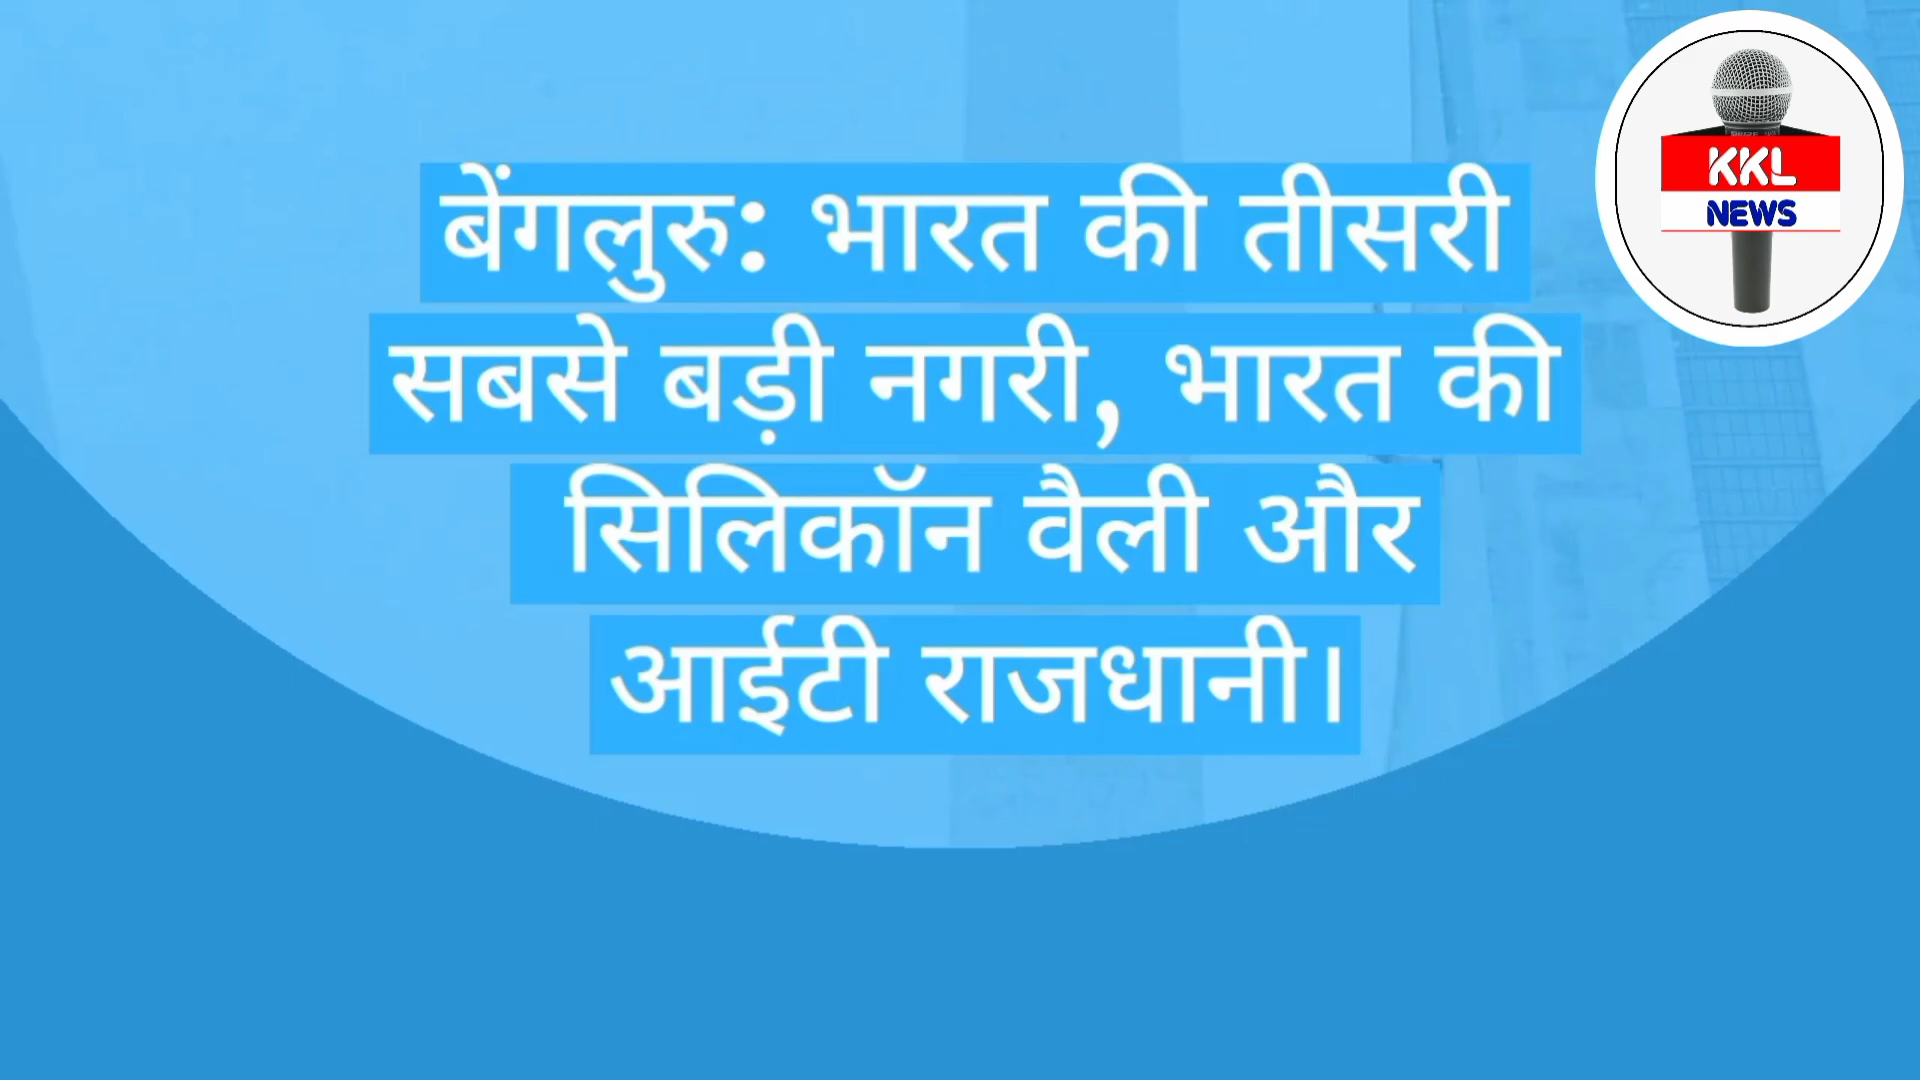 बेंगलुरु: भारत की तीसरी
सबसे बड़ी नगरी, भारत की
सिलिकॉन वैली और
आईटी राजधानी।
KKL
NEWS